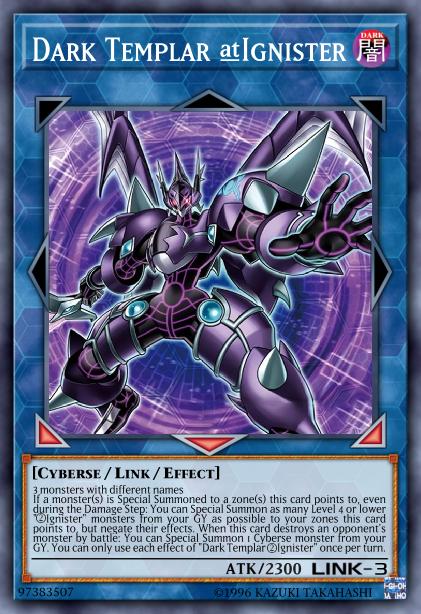 DARK TEMPLAR @IGNISTER
DARK
闇
[CYBERSE / LINK / EFFECT]
3 monsters with different names
If a monster(s) is Special Summoned to a zone(s) this card points to, even
during the Damage Step: You can Special Summon as many Level 4 or lower
"@Ignister" monsters from your GY as possible to your zones this card
points to, but negate their effects. When this card destroys an opponent's
monster by battle: You can Special Summon 1 Cyberse monster from your
GY. You can only use each effect of "Dark Templar@Ignister" once per turn.
ATK/2300 LINK-3
97383507
©1996 KAZUKI TAKAHASHI